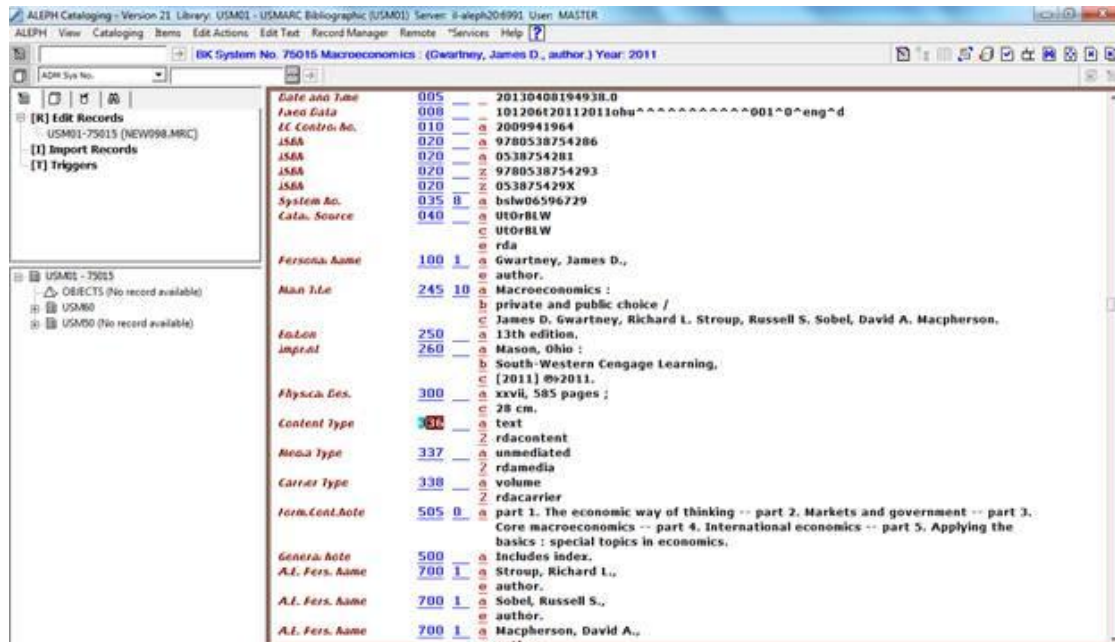 ALEPH Cataloging - Version 21 Library: USM01 - USMARC Bibliographic (USM01) Server: il-aleph20:6991 User: MASTER
ALEPH View Cataloging Items Edit Actions Edit Text Record Manager Remote "Services Help ?
BK System No. 75015 Macroeconomics : (Gwartney, James D., author.) Year: 2011
ADM Sys No.
[R] Edit Records
USM01-75015 (NEW098.MRC)
[I] Import Records
[T] Triggers
USM01 - 75015
OBJECTS (No record available)
USM60
USM50 (No record available)
Date and Time 005 20130408194938.0
Fixed Data 008 101206t20112011ohu^^^^^^^^^^^001^0^eng^d
LC Control No. 010 a 2009941964
ISBN 020 a 9780538754286
ISBN 020 a 0538754281
ISBN 020 z 9780538754293
ISBN 020 z 053875429X
System No. 035 0 a bslw06596729
Catal. Source 040 a UtOrBLW
c UtOrBLW
e rda
Personal Name 100 1 a Gwartney, James D.,
e author.
Main Title 245 10 a Macroeconomics :
b private and public choice /
c James D. Gwartney, Richard L. Stroup, Russell S. Sobel, David A. Macpherson.
Edition 250 a 13th edition.
Imprint 260 a Mason, Ohio :
b South-Western Cengage Learning,
c [2011] ©2011.
Physical Des. 300 a xxvii, 585 pages ;
c 28 cm.
Content Type 336 a text
2 rdacontent
Media Type 337 a unmediated
2 rdamedia
Carrier Type 338 a volume
2 rdacarrier
Form.Cont.Note 505 0 a part 1. The economic way of thinking -- part 2. Markets and government -- part 3.
Core macroeconomics -- part 4. International economics -- part 5. Applying the
basics : special topics in economics.
General Note 500 a Includes index.
A.E. Pers. Name 700 1 a Stroup, Richard L.,
e author.
A.E. Pers. Name 700 1 a Sobel, Russell S.,
e author.
A.E. Pers. Name 700 1 a Macpherson, David A.,